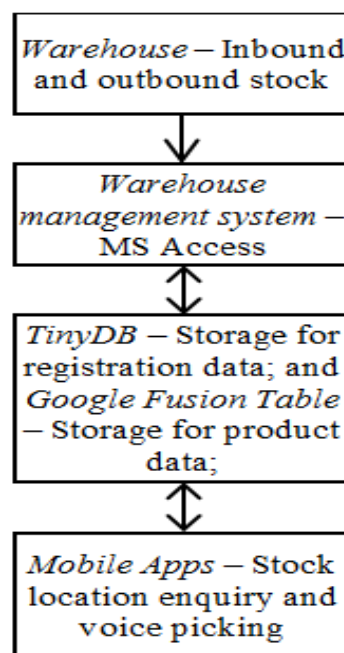 Warehouse – Inbound
and outbound stock
Warehouse
management system –
MS Access
TinyDB – Storage for
registration data; and
Google Fusion Table
– Storage for product
data;
Mobile Apps – Stock
location enquiry and
voice picking